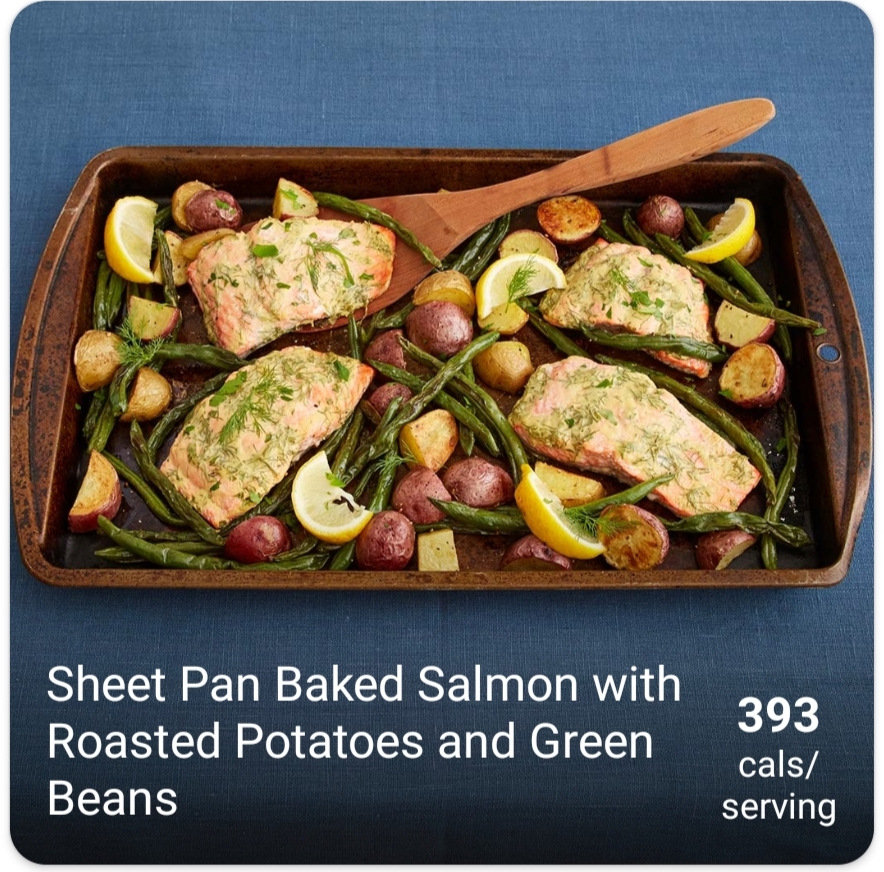 Sheet Pan Baked Salmon with
Roasted Potatoes and Green
Beans
393
cals/
serving